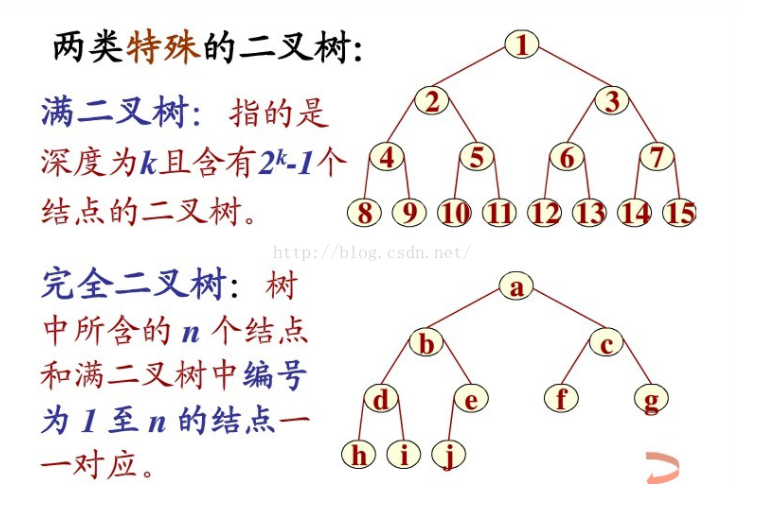 两类特殊的二叉树:
满二叉树: 指的是
深度为k且含有2ᵏ-1个
结点的二叉树。
1
2 3
4 5 6 7
8 9 10 11 12 13 14 15
http://blog.csdn.net/
完全二叉树: 树
中所含的 n 个结点
和满二叉树中编号
为 1 至 n 的结点一
一对应。
a
b c
d e f g
h i j